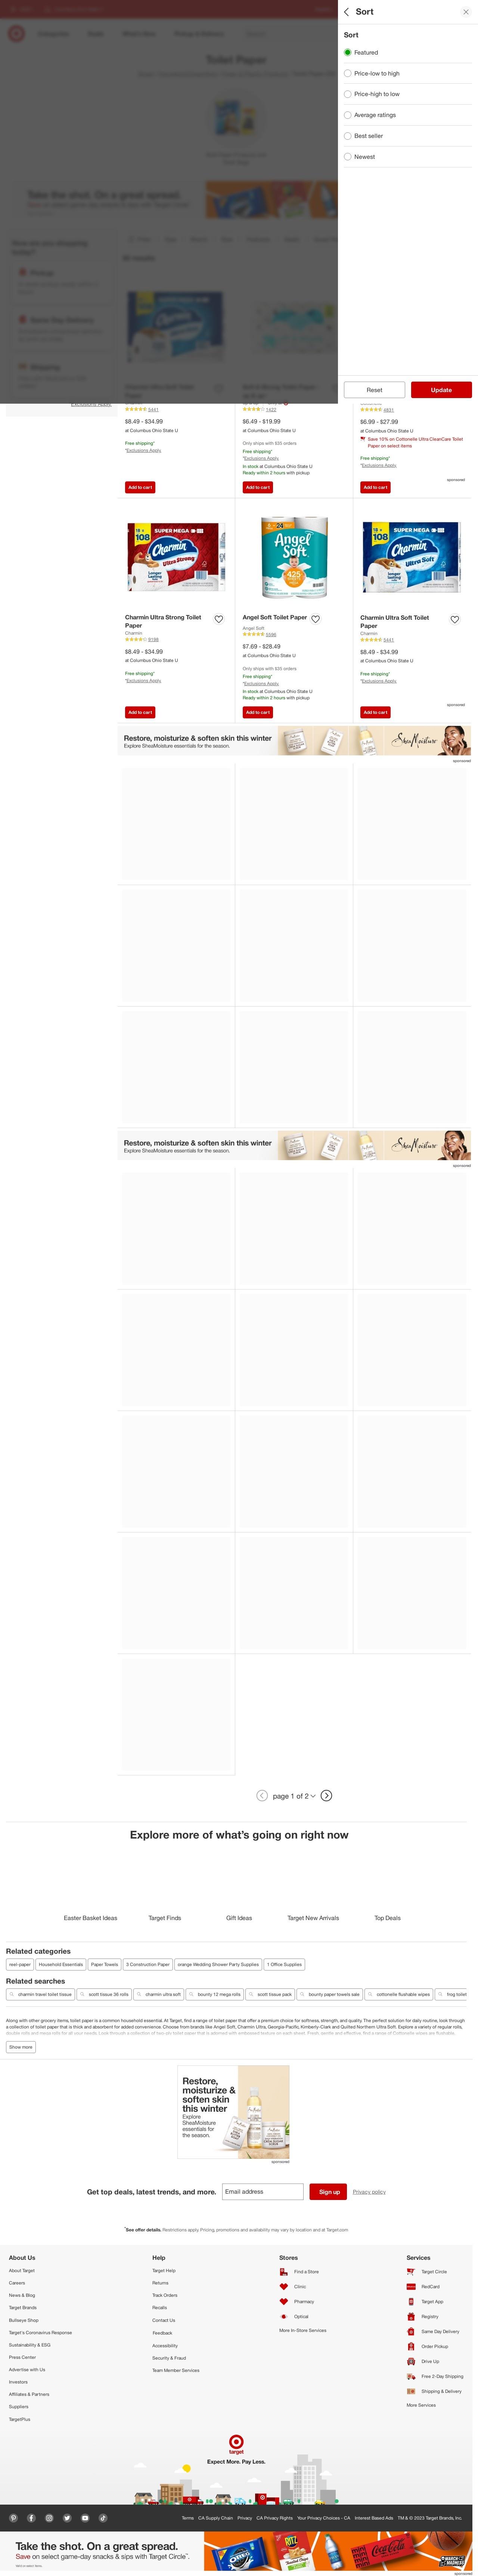 Sort
Sort
Featured
Price-low to high
Price-high to low
Average ratings
Best seller
Newest
Reset
Update
Toilet Paper
Take the shot. On a great spread.
Exclusions Apply.
5441
$8.49 - $34.99
at Columbus Ohio State U
Free shipping*
*Exclusions Apply.
Add to cart
1422
$6.49 - $19.99
at Columbus Ohio State U
Only ships with $35 orders
Free shipping*
*Exclusions Apply.
In stock at Columbus Ohio State U
Ready within 2 hours with pickup
Add to cart
4831
$6.99 - $27.99
at Columbus Ohio State U
Save 10% on Cottonelle Ultra CleanCare Toilet
Paper on select items
Free shipping*
*Exclusions Apply.
sponsored
Add to cart
Charmin Ultra Strong Toilet
Paper
Charmin
9198
$8.49 - $34.99
at Columbus Ohio State U
Free shipping*
*Exclusions Apply.
Add to cart
Angel Soft Toilet Paper
Angel Soft
5596
$7.69 - $28.49
at Columbus Ohio State U
Only ships with $35 orders
Free shipping*
*Exclusions Apply.
In stock at Columbus Ohio State U
Ready within 2 hours with pickup
Add to cart
Charmin Ultra Soft Toilet
Paper
Charmin
5441
$8.49 - $34.99
at Columbus Ohio State U
Free shipping*
*Exclusions Apply.
sponsored
Add to cart
Restore, moisturize & soften skin this winter
Explore SheaMoisture essentials for the season.
SheaMoisture
sponsored
Restore, moisturize & soften skin this winter
Explore SheaMoisture essentials for the season.
SheaMoisture
sponsored
page 1 of 2
Explore more of what's going on right now
Easter Basket Ideas
Target Finds
Gift Ideas
Target New Arrivals
Top Deals
Related categories
reel-paper
Household Essentials
Paper Towels
3 Construction Paper
orange Wedding Shower Party Supplies
1 Office Supplies
Related searches
charmin travel toilet tissue
scott tissue 36 rolls
charmin ultra soft
bounty 12 mega rolls
scott tissue pack
bounty paper towels sale
cottonelle flushable wipes
frog toilet
Along with other grocery items, toilet paper is a common household essential. At Target, find a range of toilet paper that offer a premium choice for softness, strength, and quality. The perfect solution for daily routine, look through
a collection of toilet paper that is thick and absorbent for added convenience. Choose from brands like Angel Soft, Charmin Ultra, Georgia-Pacific, Kimberly-Clark and Quilted Northern Ultra Soft. Explore a variety of regular rolls,
Show more
Restore,
moisturize &
soften skin
this winter
Explore
SheaMoisture
essentials for
the season.
sponsored
Get top deals, latest trends, and more.
Email address
Sign up
Privacy policy
*See offer details. Restrictions apply. Pricing, promotions and availability may vary by location and at Target.com
About Us
About Target
Careers
News & Blog
Target Brands
Bullseye Shop
Target's Coronavirus Response
Sustainability & ESG
Press Center
Advertise with Us
Investors
Affiliates & Partners
Suppliers
TargetPlus
Help
Target Help
Returns
Track Orders
Recalls
Contact Us
Feedback
Accessibility
Security & Fraud
Team Member Services
Stores
Find a Store
Clinic
Pharmacy
Optical
More In-Store Services
Services
Target Circle
RedCard
Target App
Registry
Same Day Delivery
Order Pickup
Drive Up
Free 2-Day Shipping
Shipping & Delivery
More Services
target
Expect More. Pay Less.
Terms
CA Supply Chain
Privacy
CA Privacy Rights
Your Privacy Choices - CA
Interest Based Ads
TM & © 2023 Target Brands, Inc.
Take the shot. On a great spread.
Save on select game-day snacks & sips with Target Circle™.
sponsored